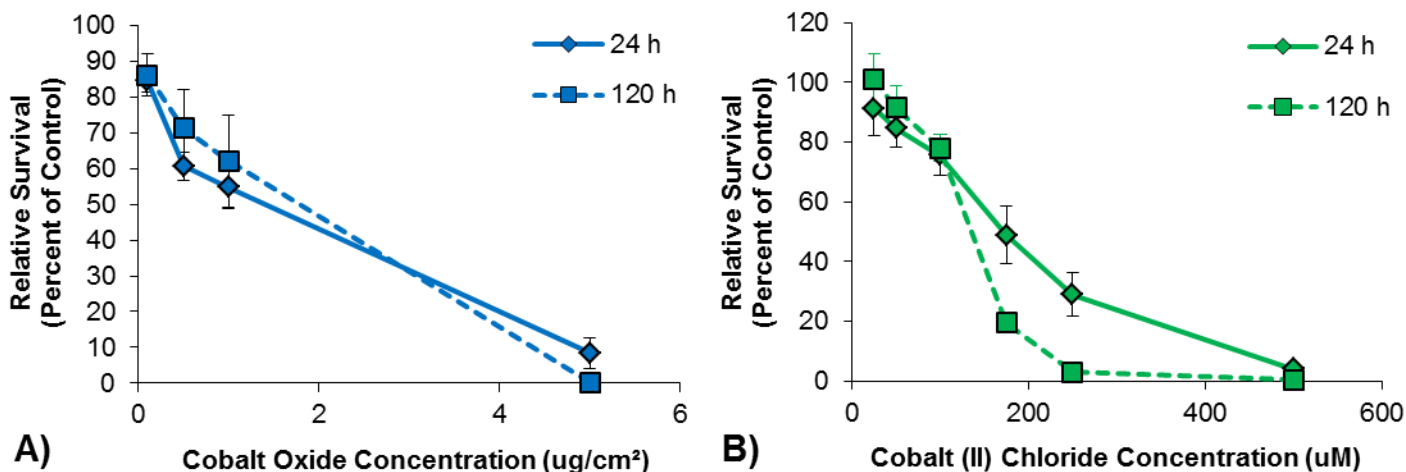 100
90
80
70
60
50
40
30
20
10
0
0 2 4 6
Relative Survival
(Percent of Control)
24 h
120 h
A)
Cobalt Oxide Concentration (ug/cm²)
120
100
80
60
40
20
0
0 200 400 600
Relative Survival
(Percent of Control)
24 h
120 h
B)
Cobalt (II) Chloride Concentration (uM)